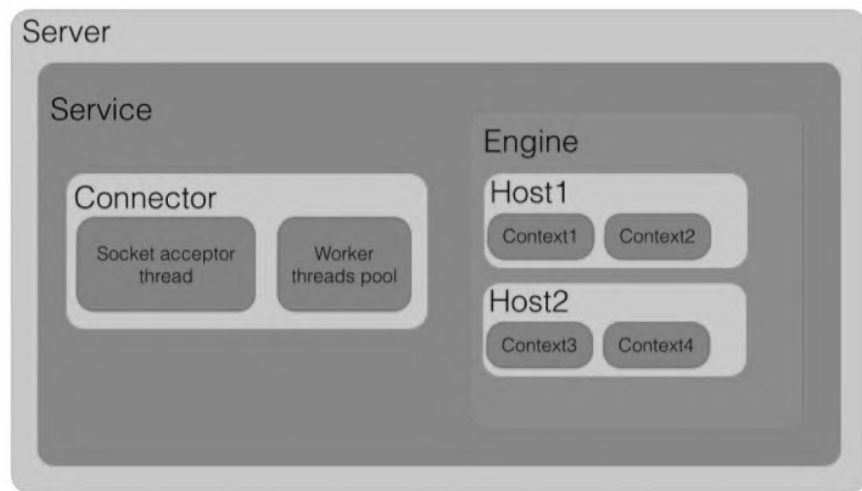 Server
Service
Connector
Socket acceptor
thread
Worker
threads pool
Engine
Host1
Context1
Context2
Host2
Context3
Context4